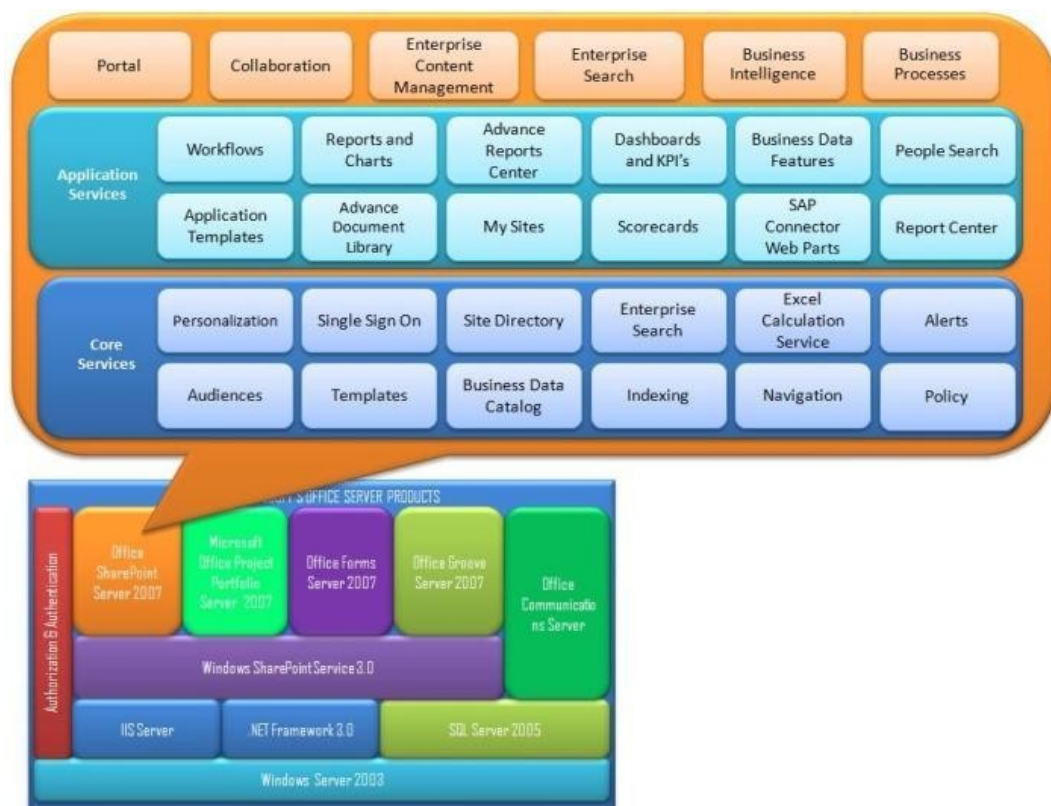 Portal
Collaboration
Enterprise
Content
Management
Enterprise
Search
Business
Intelligence
Business
Processes
Application
Services
Workflows
Reports and
Charts
Advance
Reports
Center
Dashboards
and KPI's
Business Data
Features
People Search
Application
Templates
Advance
Document
Library
My Sites
Scorecards
SAP
Connector
Web Parts
Report Center
Core
Services
Personalization
Single Sign On
Site Directory
Enterprise
Search
Excel
Calculation
Service
Alerts
Audiences
Templates
Business Data
Catalog
Indexing
Navigation
Policy
OFFICE SERVER PRODUCTS
Authorization & Authentication
Office
SharePoint
Server 2007
Microsoft
Office Project
Portfolio
Server 2007
Office Forms
Server 2007
Office Groove
Server 2007
Office
Communicatio
ns Server
Windows SharePoint Service 3.0
IIS Server
.NET Framework 3.0
SQL Server 2005
Windows Server 2003